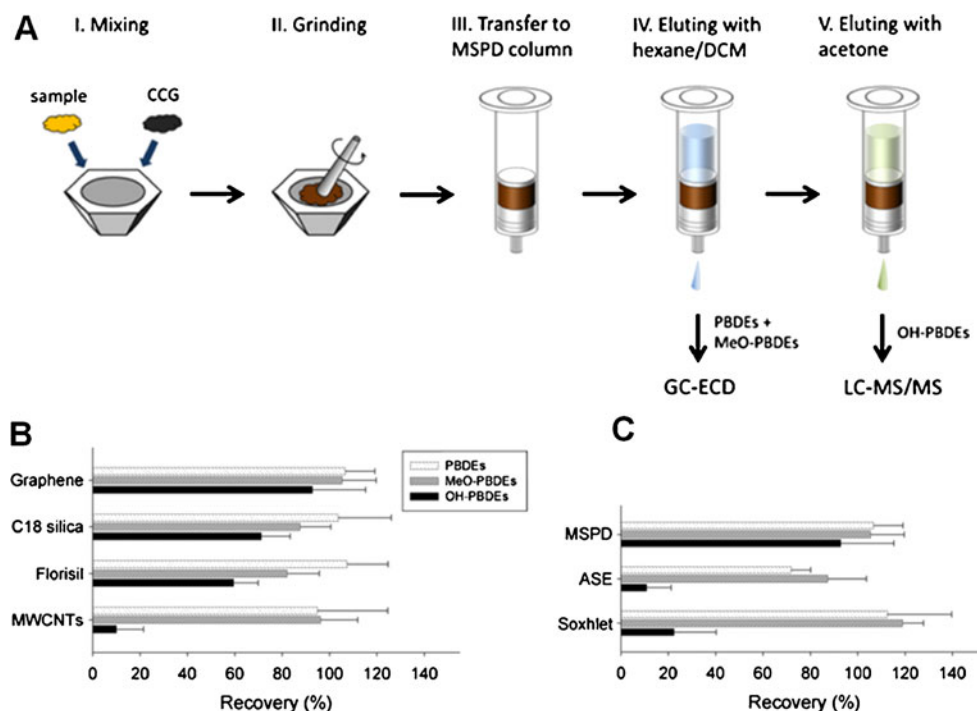 A
I. Mixing
II. Grinding
III. Transfer to
MSPD column
IV. Eluting with
hexane/DCM
V. Eluting with
acetone
sample
CCG
PBDEs +
MeO-PBDEs
OH-PBDEs
GC-ECD
LC-MS/MS
B
Graphene
C18 silica
Florisil
MWCNTs
0 20 40 60 80 100 120 140
Recovery (%)
PBDEs
MeO-PBDEs
OH-PBDEs
C
MSPD
ASE
Soxhlet
0 20 40 60 80 100 120 140
Recovery (%)